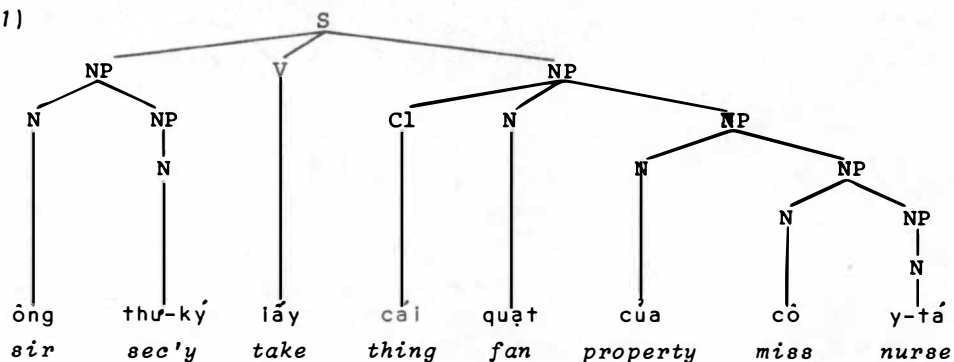 1) S
NP V NP
N NP Cl N NP
N N NP
N NP
N
ông thư-ký lấy cái quạt của cô y-tá
sir sec'y take thing fan property miss nurse